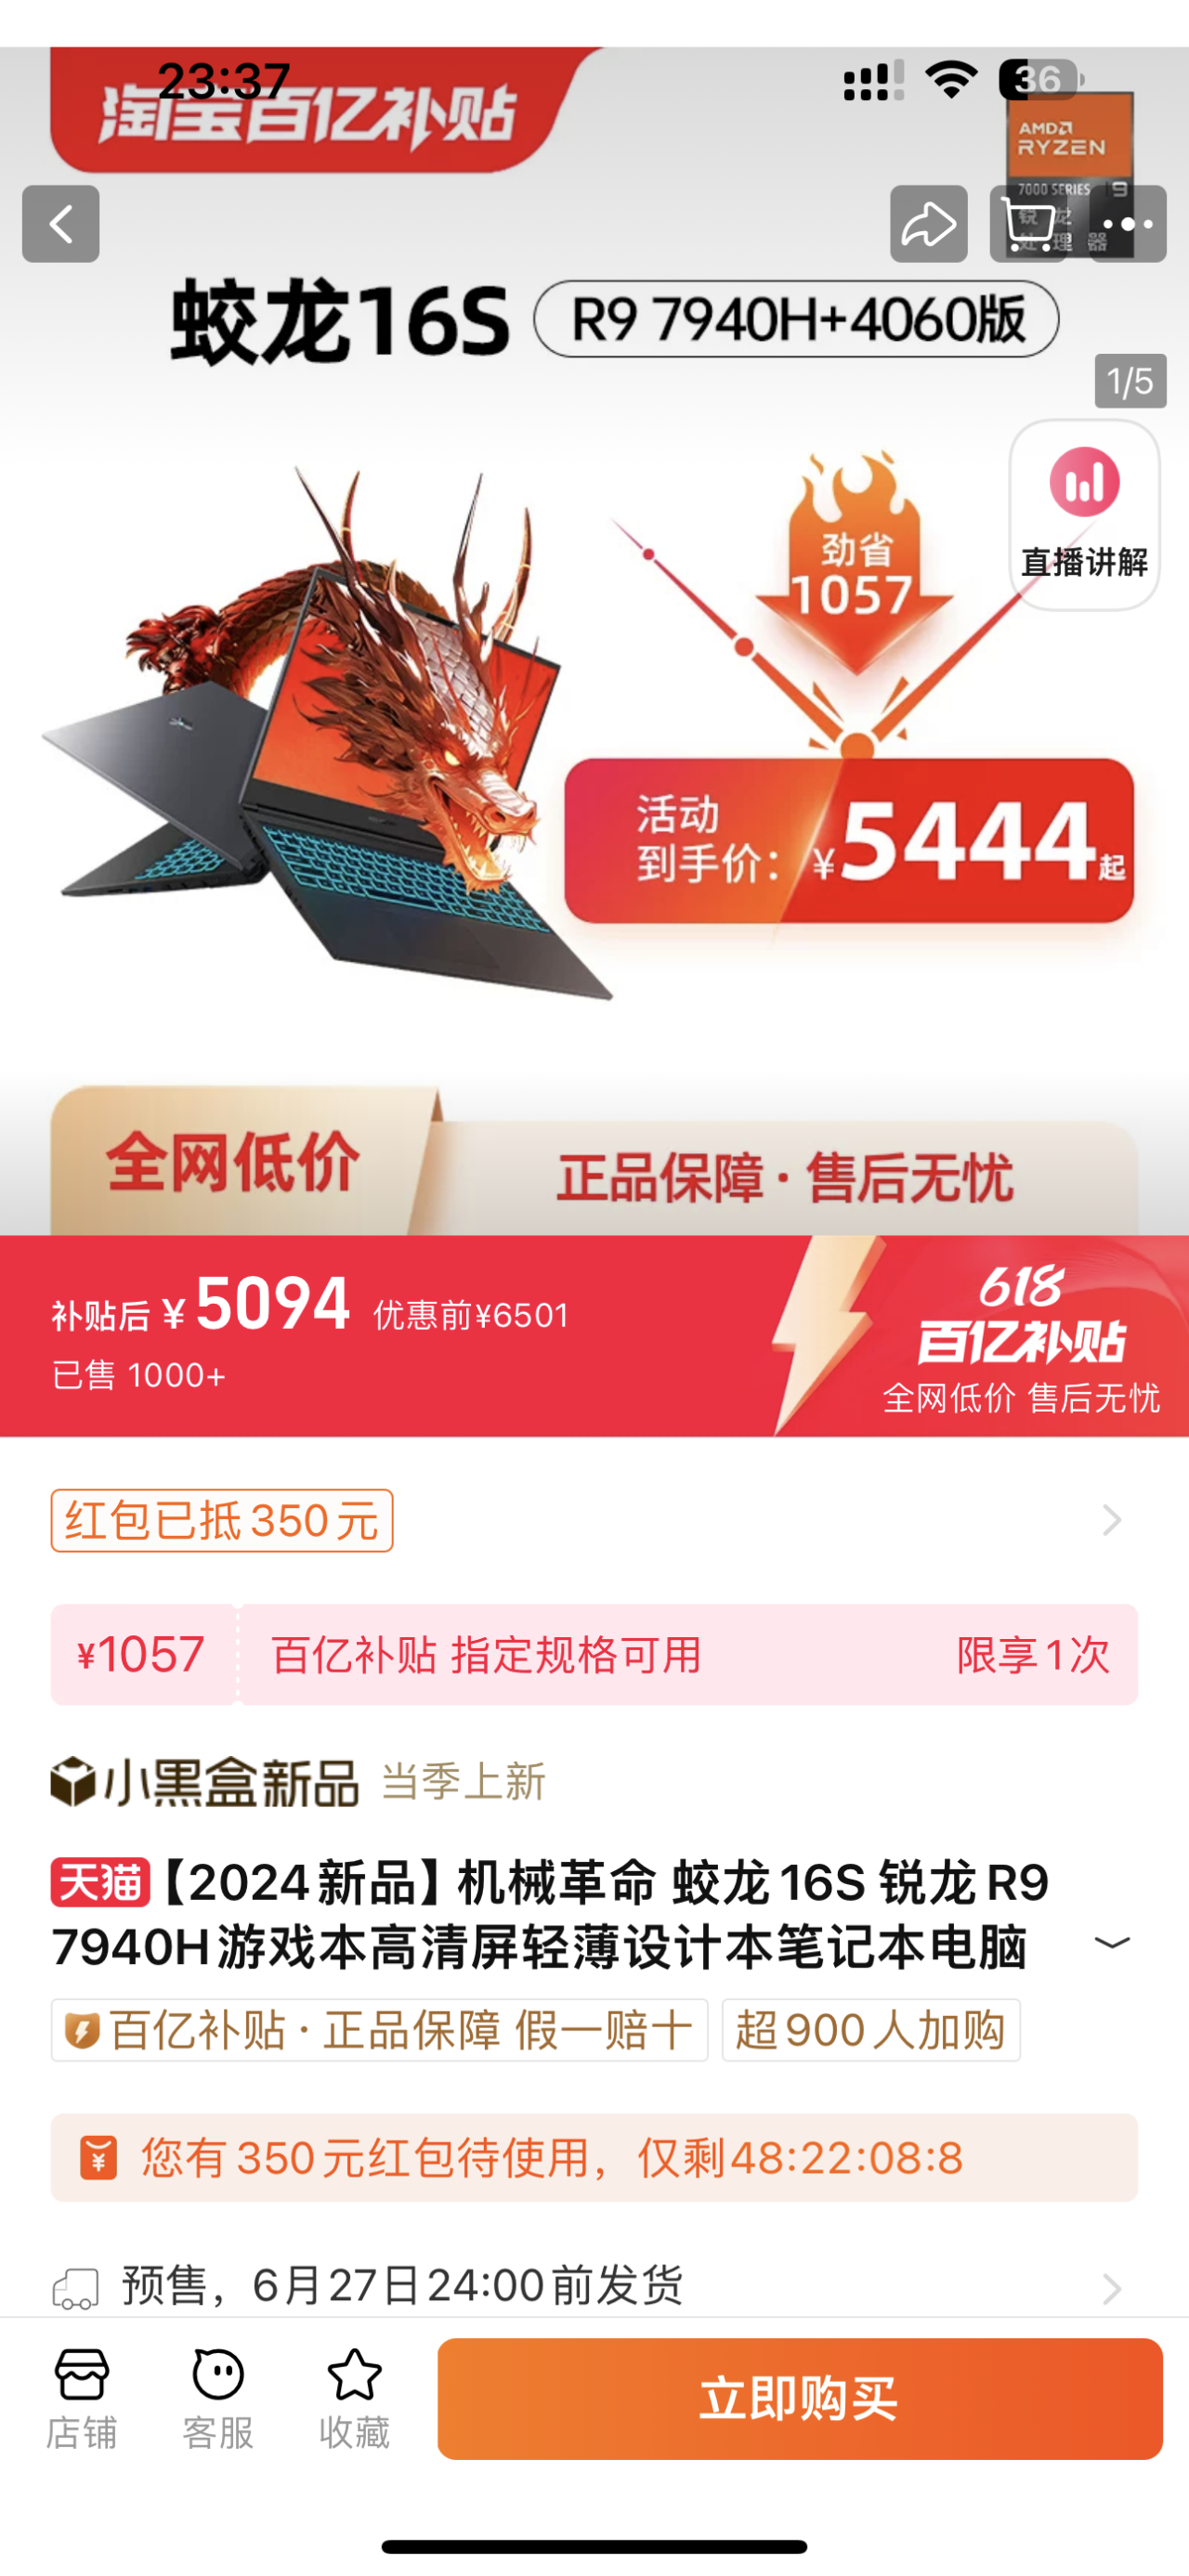 23:37
36
淘宝百亿补贴
AMD
RYZEN
7000 SERIES 9
锐 龙
处 理 器
蛟龙16S R9 7940H+4060版
1/5
劲省
1057
直播讲解
活动
到手价：¥5444起
全网低价
正品保障·售后无忧
补贴后 ¥5094 优惠前¥6501
已售 1000+
618
百亿补贴
全网低价 售后无忧
红包已抵350元
¥1057 百亿补贴 指定规格可用 限享1次
小黑盒新品 当季上新
天猫【2024新品】机械革命 蛟龙16S 锐龙R9
7940H游戏本高清屏轻薄设计本笔记本电脑
百亿补贴·正品保障 假一赔十 超900人加购
您有350元红包待使用，仅剩48:22:08:8
预售，6月27日24:00前发货
店铺 客服 收藏 立即购买